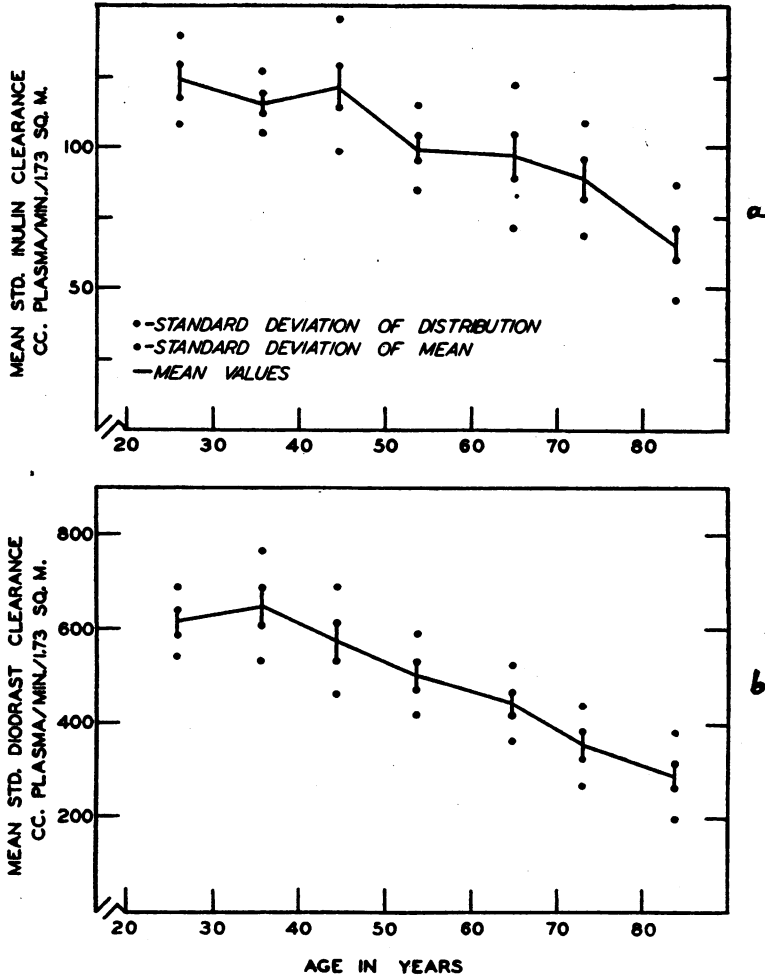 MEAN STD. INULIN CLEARANCE
CC. PLASMA/MIN./1.73 SQ. M.
100
50
•-STANDARD DEVIATION OF DISTRIBUTION
•-STANDARD DEVIATION OF MEAN
—MEAN VALUES
20 30 40 50 60 70 80
a
MEAN STD. DIODRAST CLEARANCE
CC. PLASMA/MIN./1.73 SQ. M.
800
600
400
200
20 30 40 50 60 70 80
b
AGE IN YEARS